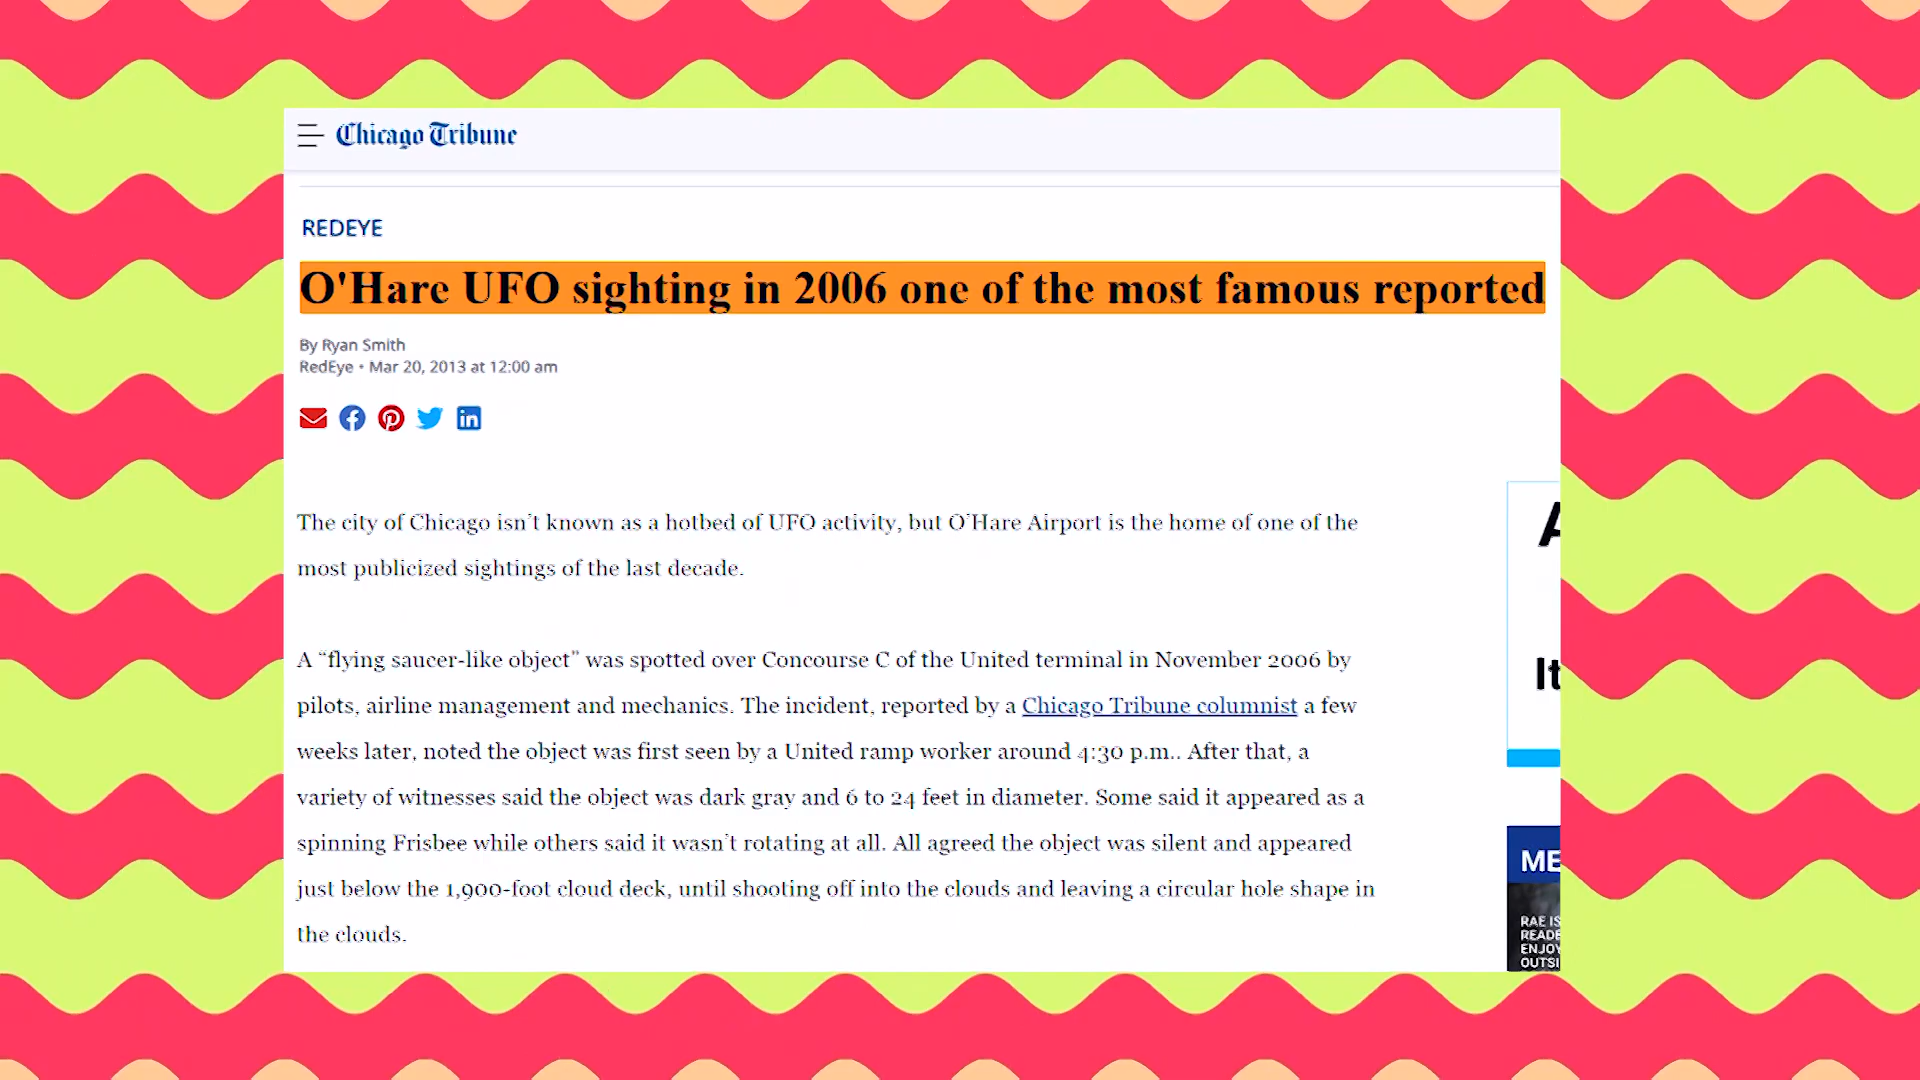 Chicago Tribune
REDEYE
O'Hare UFO sighting in 2006 one of the most famous reported
By Ryan Smith
RedEye • Mar 20, 2013 at 12:00 am
The city of Chicago isn't known as a hotbed of UFO activity, but O'Hare Airport is the home of one of the
most publicized sightings of the last decade.
A “flying saucer-like object” was spotted over Concourse C of the United terminal in November 2006 by
pilots, airline management and mechanics. The incident, reported by a Chicago Tribune columnist a few
weeks later, noted the object was first seen by a United ramp worker around 4:30 p.m.. After that, a
variety of witnesses said the object was dark gray and 6 to 24 feet in diameter. Some said it appeared as a
spinning Frisbee while others said it wasn't rotating at all. All agreed the object was silent and appeared
just below the 1,900-foot cloud deck, until shooting off into the clouds and leaving a circular hole shape in
the clouds.
A
It
ME
RAE IS
READE
ENJOY
OUTSI